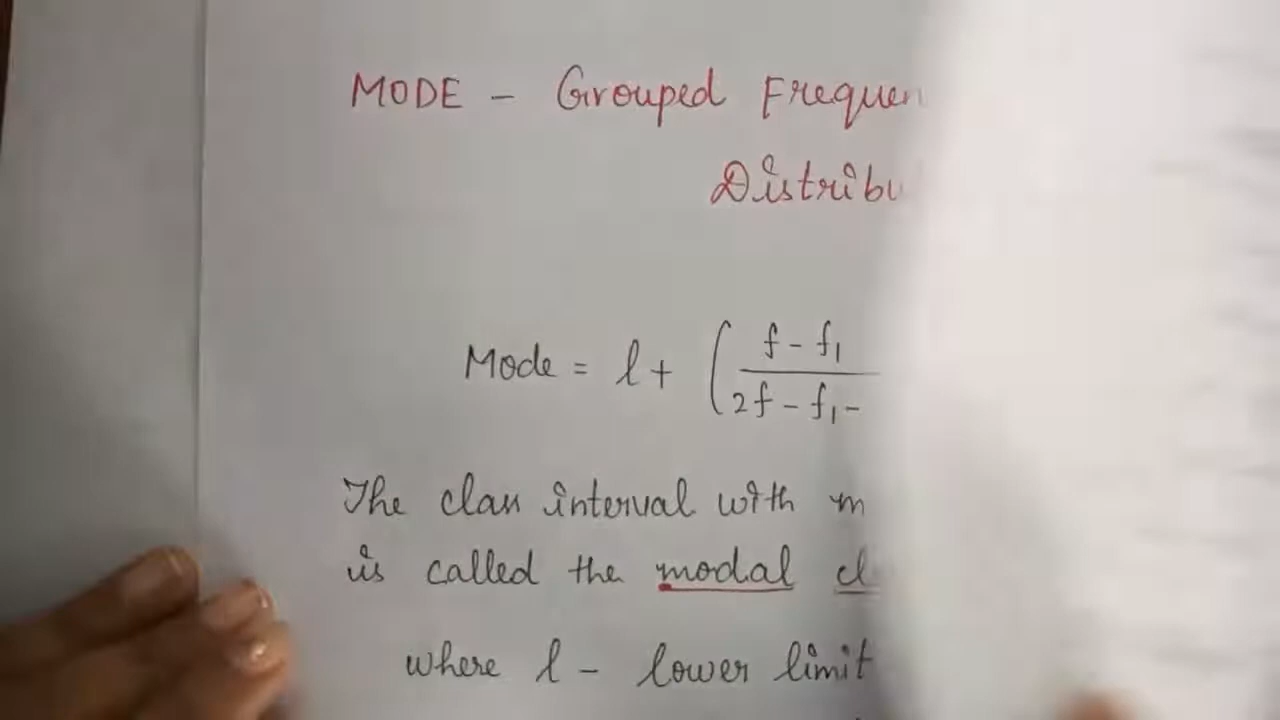 MODE - Grouped Frequen
Distribu
Mode = l + ( f - f₁ / 2f - f₁ -
The class interval with m
is called the modal cl
where l - lower limit